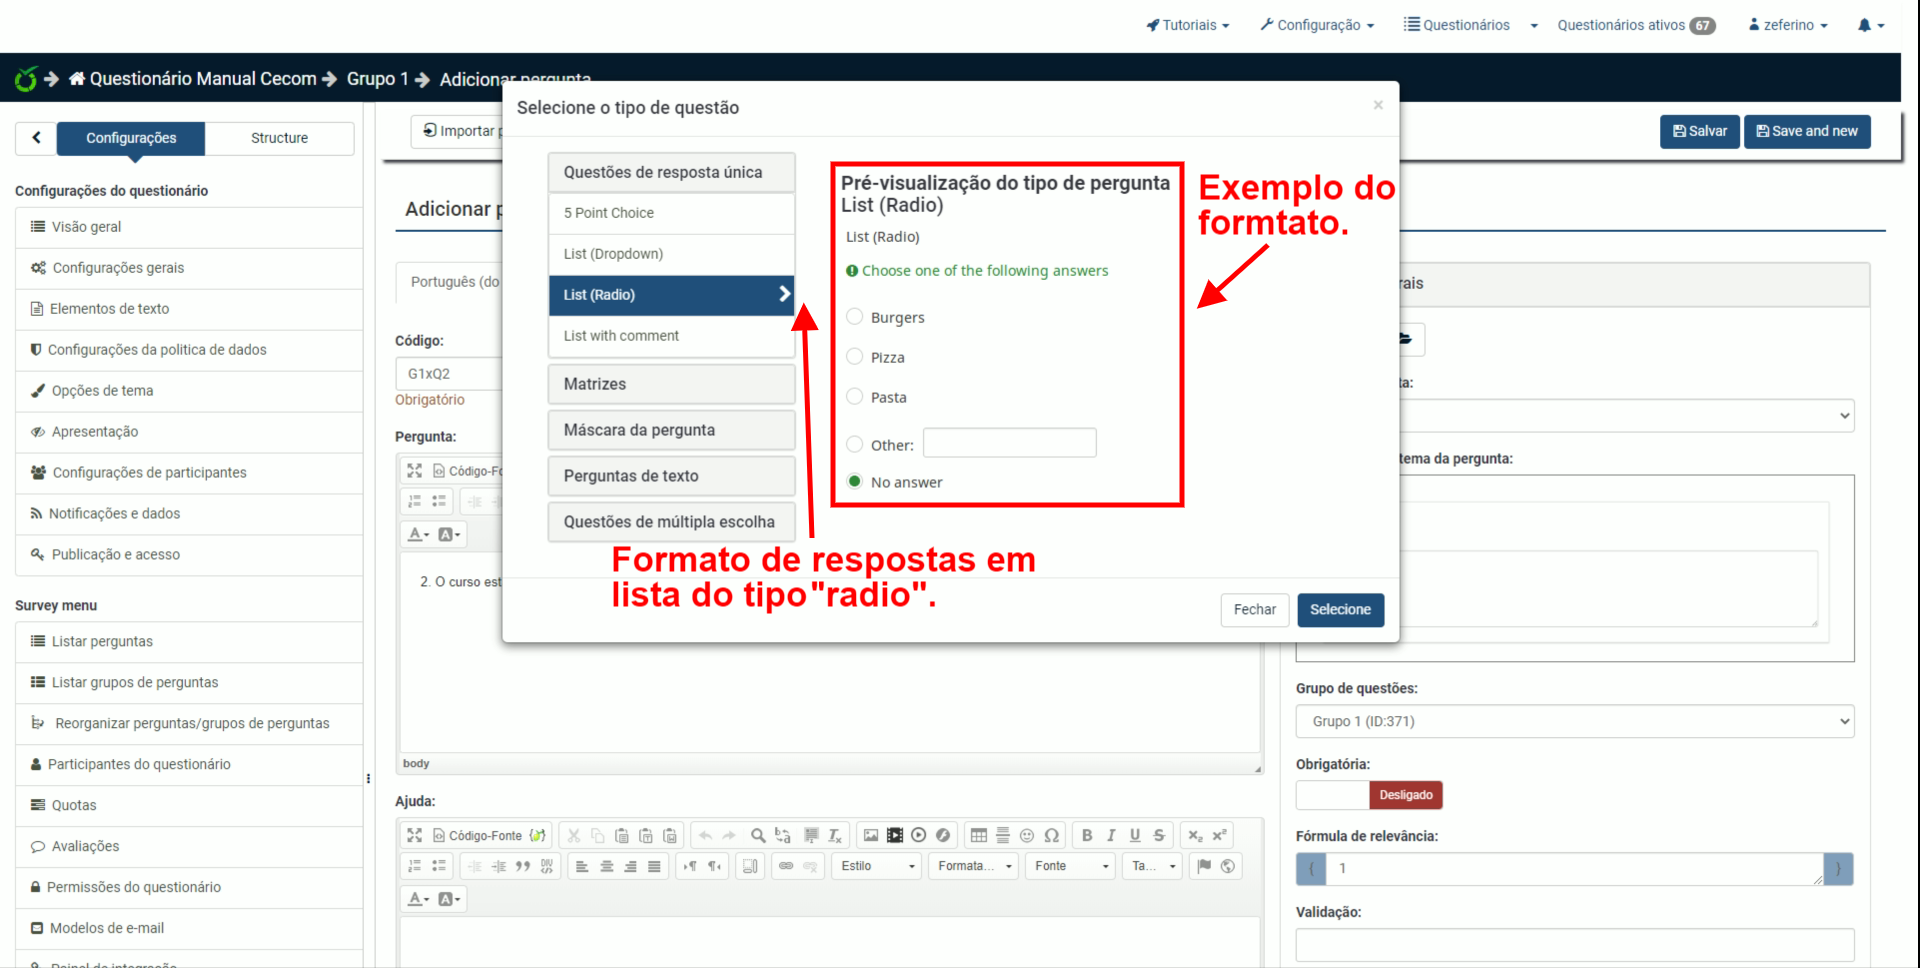 Tutoriais
Configuração
Questionários
Questionários ativos 67
zeferino
Questionário Manual Cecom
Grupo 1
Adicionar pergunta
Configurações
Structure
Importar p
Salvar
Save and new
Configurações do questionário
Visão geral
Configurações gerais
Elementos de texto
Configurações da politica de dados
Opções de tema
Apresentação
Configurações de participantes
Notificações e dados
Publicação e acesso
Survey menu
Listar perguntas
Listar grupos de perguntas
Reorganizar perguntas/grupos de perguntas
Participantes do questionário
Quotas
Avaliações
Permissões do questionário
Modelos de e-mail
Painel de integração
Adicionar p
Português (do
Código:
G1xQ2
Obrigatório
Pergunta:
Código-Fo
2. O curso est
body
Ajuda:
Código-Fonte
Estilo
Formata...
Fonte
Ta...
Selecione o tipo de questão
×
Questões de resposta única
5 Point Choice
List (Dropdown)
List (Radio)
List with comment
Matrizes
Máscara da pergunta
Perguntas de texto
Questões de múltipla escolha
Pré-visualização do tipo de pergunta
List (Radio)
List (Radio)
Choose one of the following answers
Burgers
Pizza
Pasta
Other:
No answer
Exemplo do
formtato.
Formato de respostas em
lista do tipo"radio".
Fechar
Selecione
rais
ta:
tema da pergunta:
Grupo de questões:
Grupo 1 (ID:371)
Obrigatória:
Desligado
Fórmula de relevância:
{ 1 }
Validação: